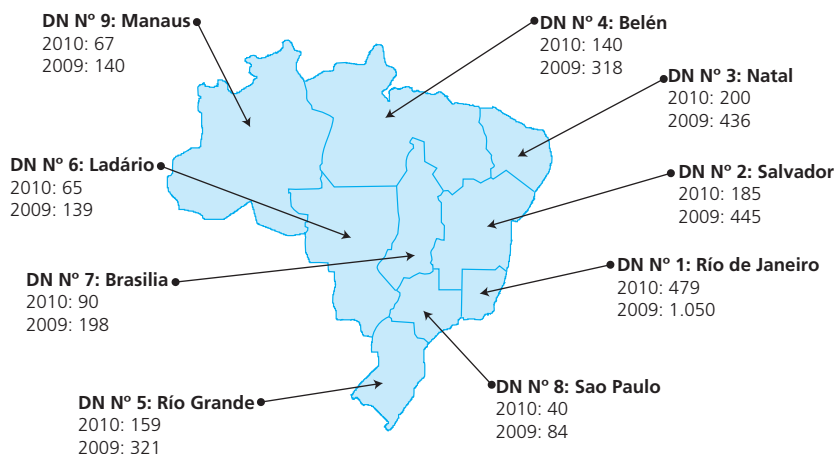 DN Nº 9: Manaus
2010: 67
2009: 140
DN Nº 4: Belén
2010: 140
2009: 318
DN Nº 3: Natal
2010: 200
2009: 436
DN Nº 6: Ladário
2010: 65
2009: 139
DN Nº 2: Salvador
2010: 185
2009: 445
DN Nº 7: Brasilia
2010: 90
2009: 198
DN Nº 1: Río de Janeiro
2010: 479
2009: 1.050
DN Nº 5: Río Grande
2010: 159
2009: 321
DN Nº 8: Sao Paulo
2010: 40
2009: 84